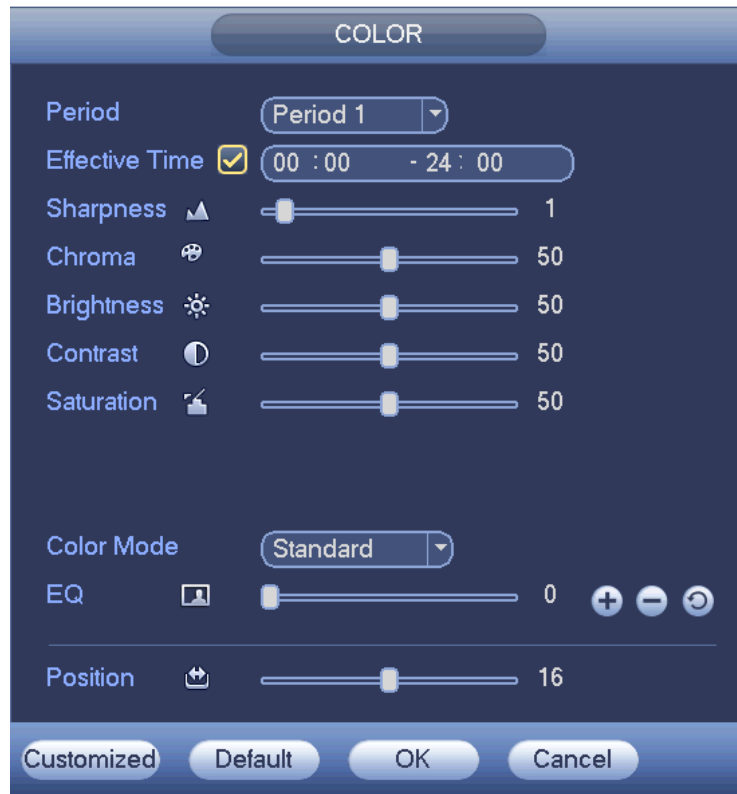 COLOR
Period Period 1
Effective Time 00 :00 - 24 : 00
Sharpness 1
Chroma 50
Brightness 50
Contrast 50
Saturation 50
Color Mode Standard
EQ 0
Position 16
Customized Default OK Cancel